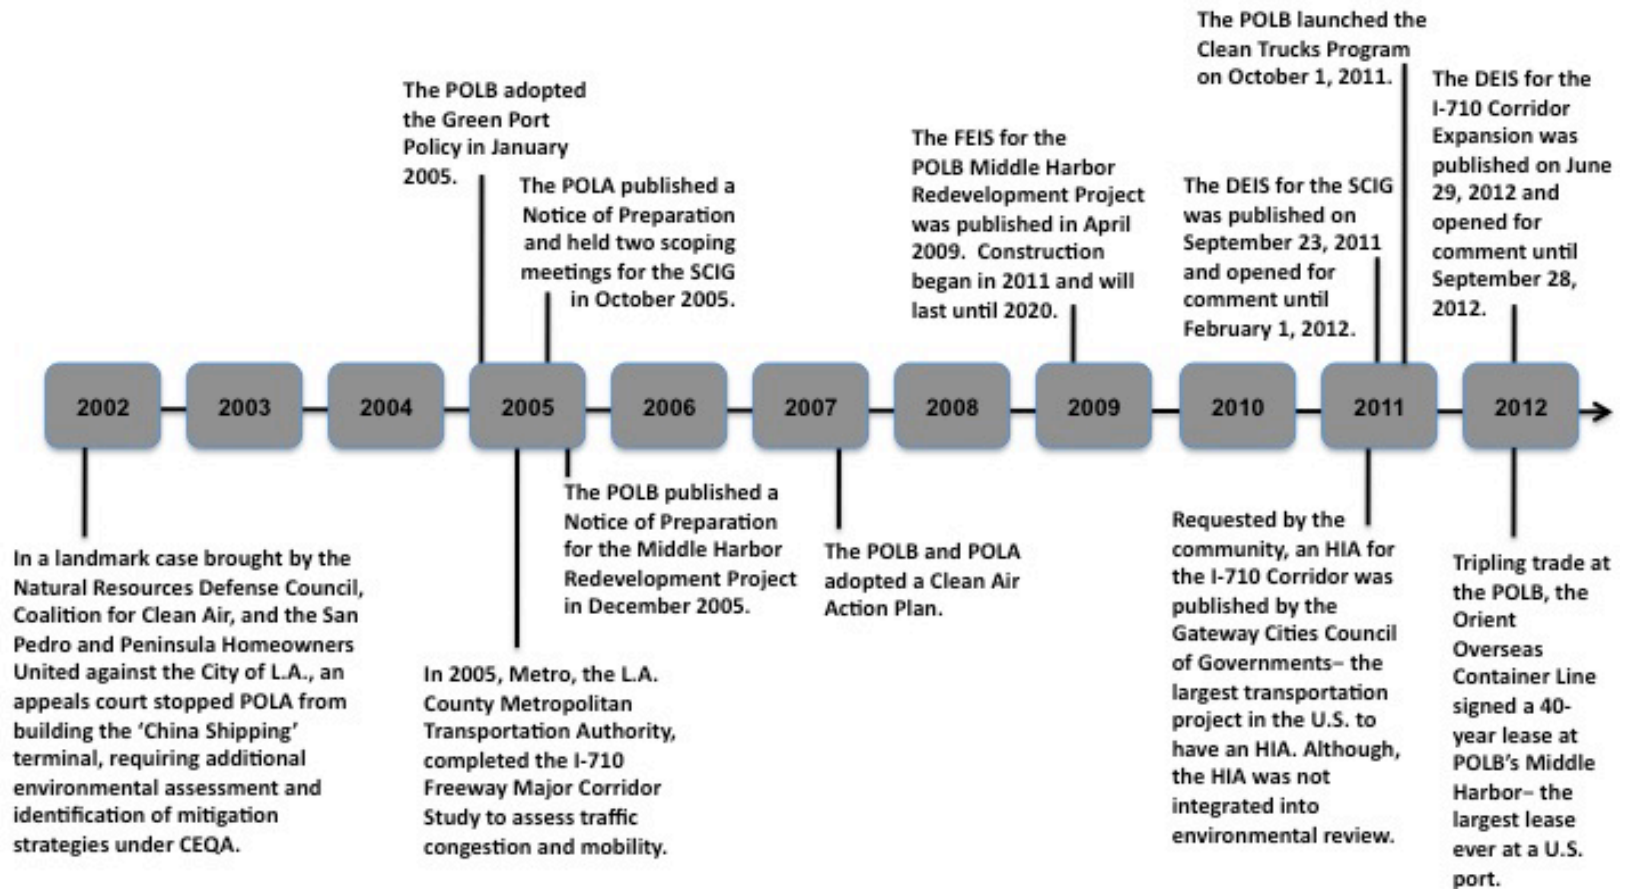 The POLB adopted
the Green Port
Policy in January
2005.
The POLA published a
Notice of Preparation
and held two scoping
meetings for the SCIG
in October 2005.
The FEIS for the
POLB Middle Harbor
Redevelopment Project
was published in April
2009.  Construction
began in 2011 and will
last until 2020.
The DEIS for the SCIG
was published on
September 23, 2011
and opened for
comment until
February 1, 2012.
The POLB launched the
Clean Trucks Program
on October 1, 2011.
The DEIS for the
I-710 Corridor
Expansion was
published on June
29, 2012 and
opened for
comment until
September 28,
2012.
2002 2003 2004 2005 2006 2007 2008 2009 2010 2011 2012
In a landmark case brought by the
Natural Resources Defense Council,
Coalition for Clean Air, and the San
Pedro and Peninsula Homeowners
United against the City of L.A., an
appeals court stopped POLA from
building the ‘China Shipping’
terminal, requiring additional
environmental assessment and
identification of mitigation
strategies under CEQA.
In 2005, Metro, the L.A.
County Metropolitan
Transportation Authority,
completed the I-710
Freeway Major Corridor
Study to assess traffic
congestion and mobility.
The POLB published a
Notice of Preparation
for the Middle Harbor
Redevelopment Project
in December 2005.
The POLB and POLA
adopted a Clean Air
Action Plan.
Requested by the
community, an HIA for
the I-710 Corridor was
published by the
Gateway Cities Council
of Governments– the
largest transportation
project in the U.S. to
have an HIA. Although,
the HIA was not
integrated into
environmental review.
Tripling trade at
the POLB, the
Orient
Overseas
Container Line
signed a 40-
year lease at
POLB’s Middle
Harbor– the
largest lease
ever at a U.S.
port.